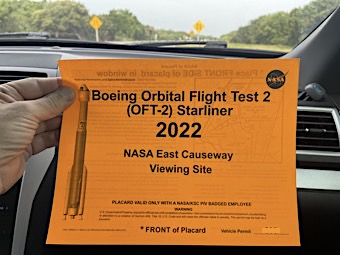 NASA
Boeing Orbital Flight Test 2
(OFT-2) Starliner
2022
NASA East Causeway
Viewing Site
PLACARD VALID ONLY WITH A NASA/KSC PIV BADGED EMPLOYEE
WARNING
* FRONT of Placard
Vehicle Permit